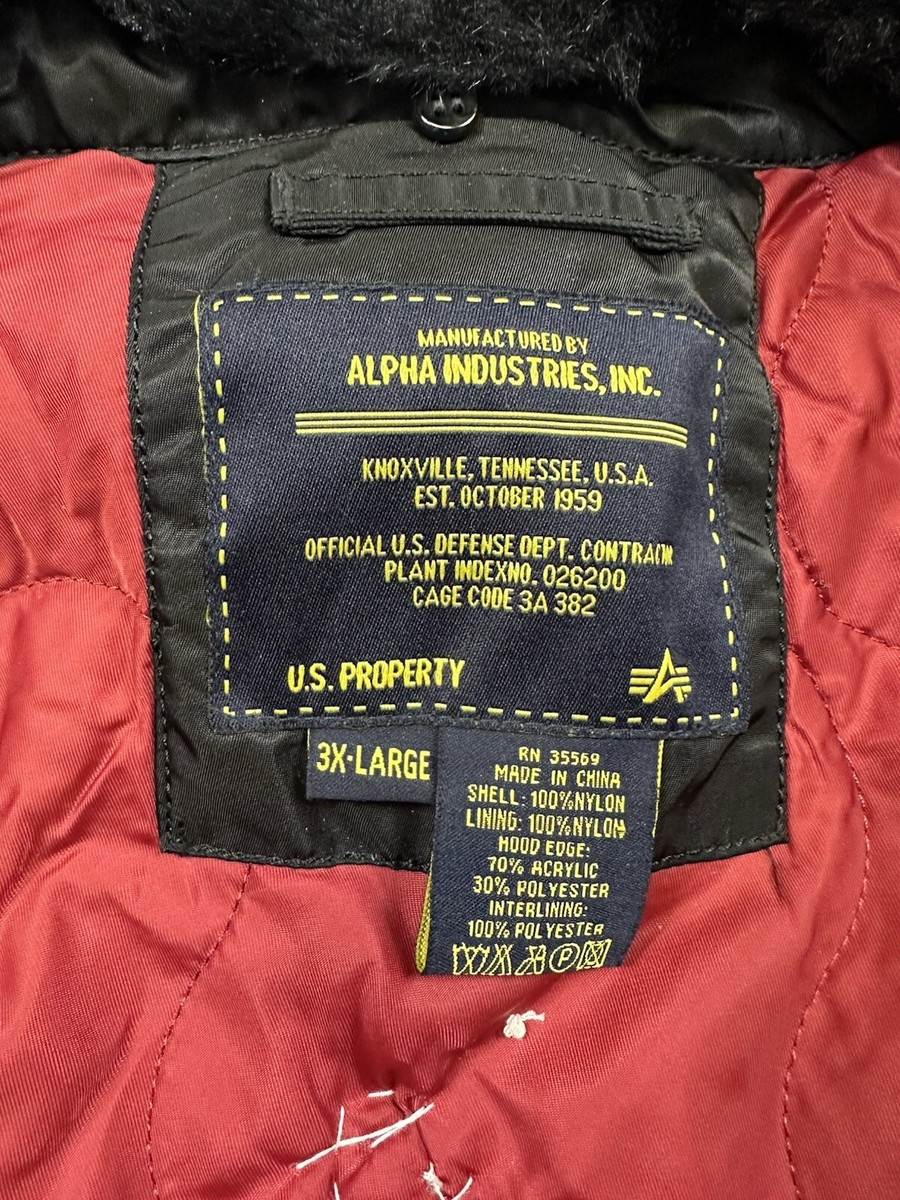 MANUFACTURED BY
ALPHA INDUSTRIES, INC.
KNOXVILLE, TENNESSEE, U.S.A.
EST. OCTOBER 1959
OFFICIAL U.S. DEFENSE DEPT. CONTRACTOR
PLANT INDEXNO. 026200
CAGE CODE 3A 382
U.S. PROPERTY
3X-LARGE
RN 35569
MADE IN CHINA
SHELL: 100%NYLON
LINING: 100%NYLON
HOOD EDGE:
70% ACRYLIC
30% POLYESTER
INTERLINING:
100% POLYESTER
P